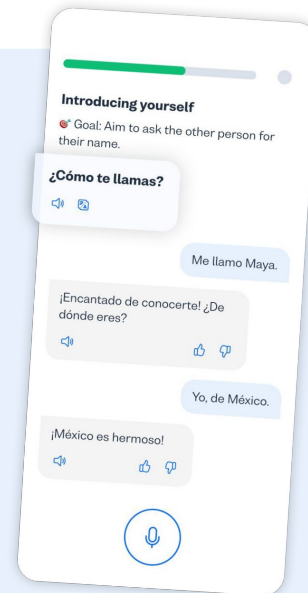 Introducing yourself
🎯 Goal: Aim to ask the other person for
their name.
¿Cómo te llamas?
Me llamo Maya.
¡Encantado de conocerte! ¿De
dónde eres?
Yo, de México.
¡México es hermoso!